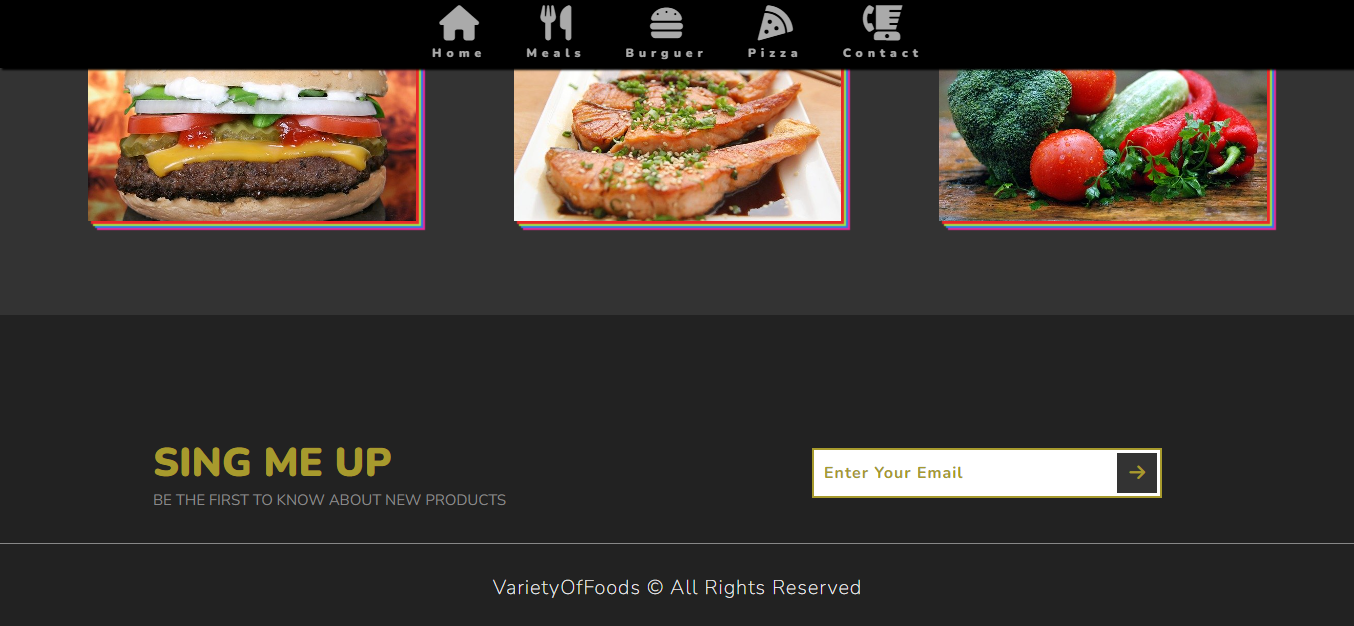 Home Meals Burguer Pizza Contact
SING ME UP
BE THE FIRST TO KNOW ABOUT NEW PRODUCTS
Enter Your Email
VarietyOfFoods © All Rights Reserved